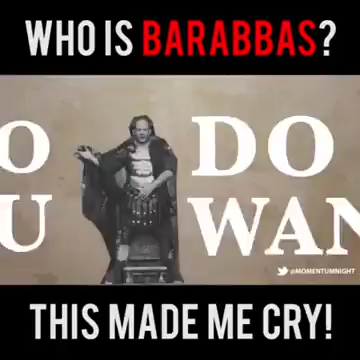 WHO IS BARABBAS?
O DO
U WAN
@MOMENTUMNIGHT
THIS MADE ME CRY!